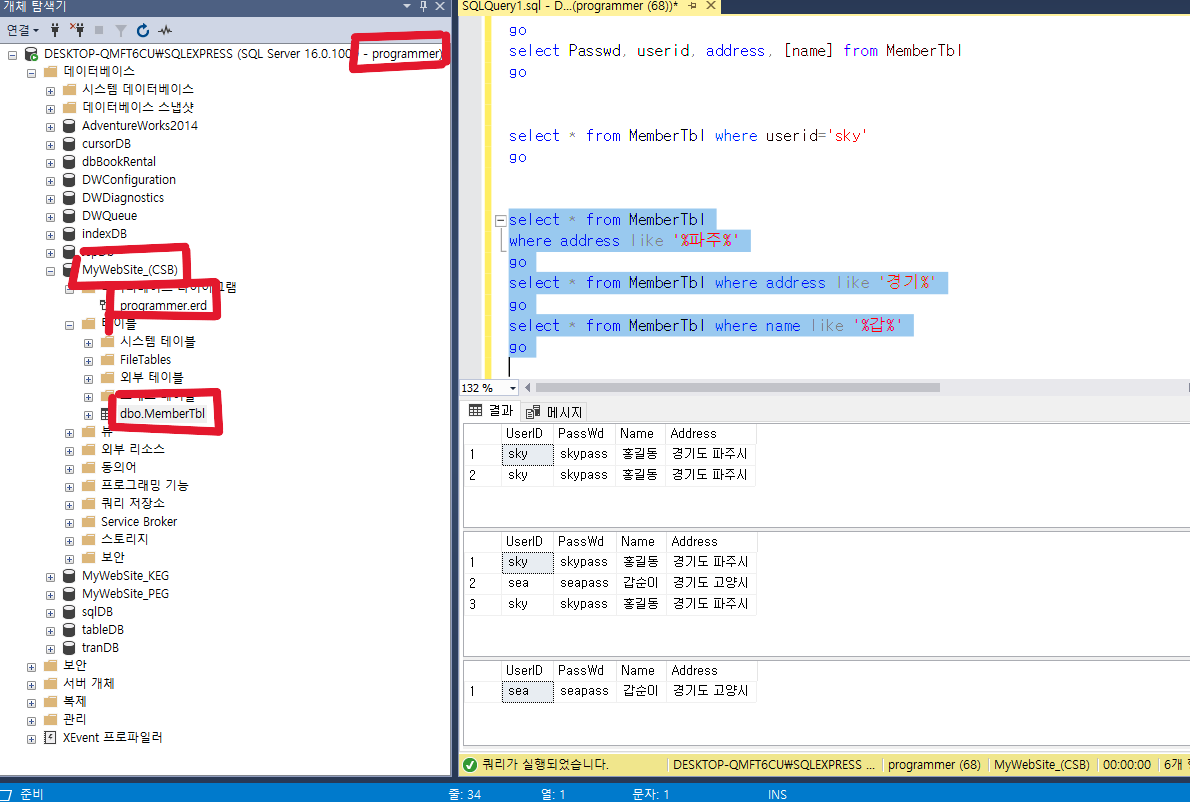 개체 탐색기
연결
DESKTOP-QMFT6CU\SQLEXPRESS (SQL Server 16.0.100 - programmer)
데이터베이스
시스템 데이터베이스
데이터베이스 스냅샷
AdventureWorks2014
cursorDB
dbBookRental
DWConfiguration
DWDiagnostics
DWQueue
indexDB
MyWebSite_(CSB)
programmer.erd
테이블
시스템 테이블
FileTables
외부 테이블
dbo.MemberTbl
뷰
외부 리소스
동의어
프로그래밍 기능
쿼리 저장소
Service Broker
스토리지
보안
MyWebSite_KEG
MyWebSite_PEG
sqlDB
tableDB
tranDB
보안
서버 개체
복제
관리
XEvent 프로파일러
SQLQuery1.sql - D...(programmer (68))*
go
select Passwd, userid, address, [name] from MemberTbl
go
select * from MemberTbl where userid='sky'
go
select * from MemberTbl
where address like '%파주%'
go
select * from MemberTbl where address like '경기%'
go
select * from MemberTbl where name like '%갑%'
go
132 %
결과 메시지
UserID PassWd Name Address
1 sky skypass 홍길동 경기도 파주시
2 sky skypass 홍길동 경기도 파주시
UserID PassWd Name Address
1 sky skypass 홍길동 경기도 파주시
2 sea seapass 갑순이 경기도 고양시
3 sky skypass 홍길동 경기도 파주시
UserID PassWd Name Address
1 sea seapass 갑순이 경기도 고양시
쿼리가 실행되었습니다. DESKTOP-QMFT6CU\SQLEXPRESS ... programmer (68) MyWebSite_(CSB) 00:00:00 6개
준비 줄: 34 열: 1 문자: 1 INS